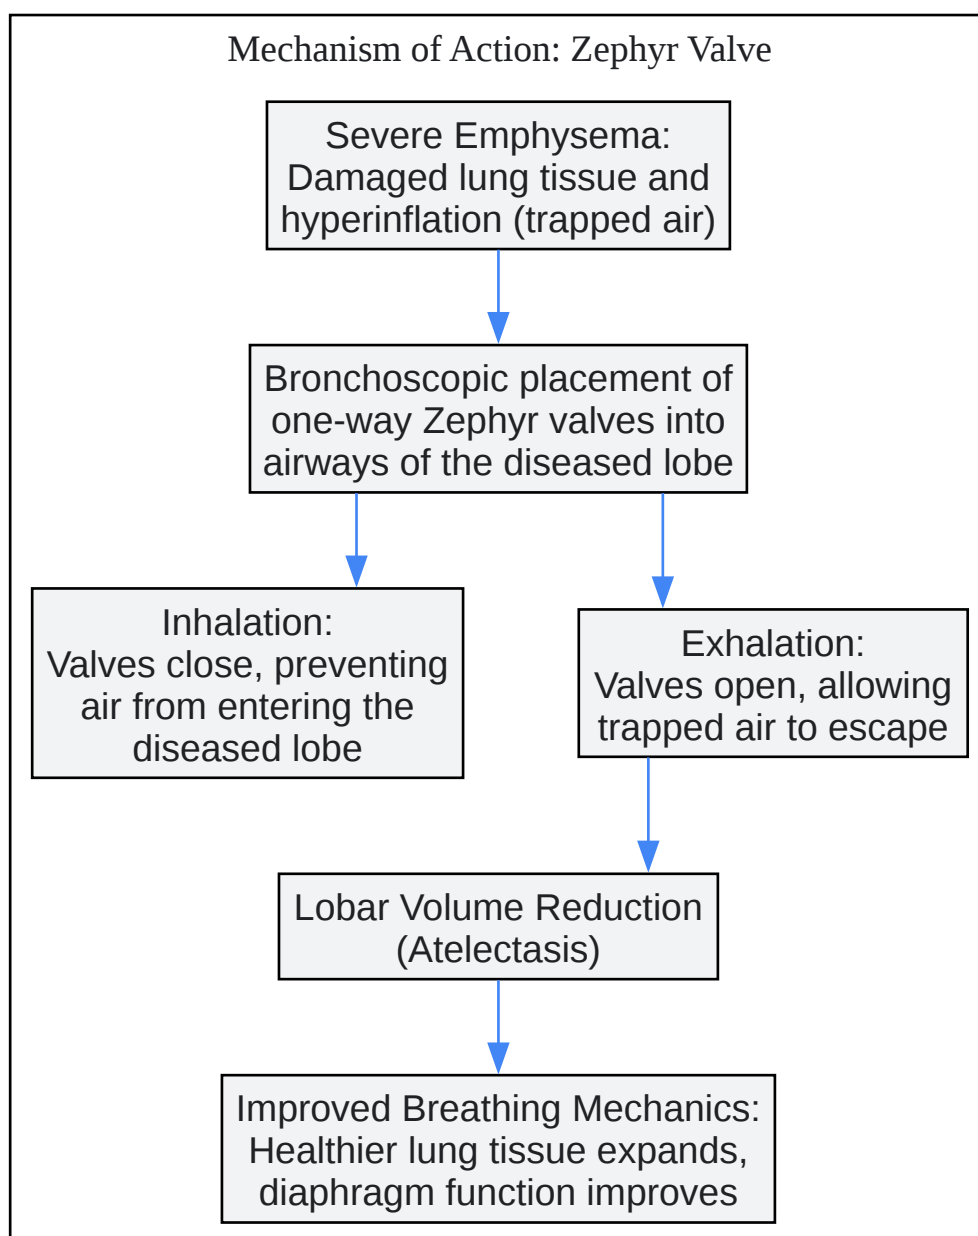 Mechanism of Action: Zephyr Valve
Severe Emphysema:
Damaged lung tissue and
hyperinflation (trapped air)
Bronchoscopic placement of
one-way Zephyr valves into
airways of the diseased lobe
Inhalation:
Valves close, preventing
air from entering the
diseased lobe
Exhalation:
Valves open, allowing
trapped air to escape
Lobar Volume Reduction
(Atelectasis)
Improved Breathing Mechanics:
Healthier lung tissue expands,
diaphragm function improves